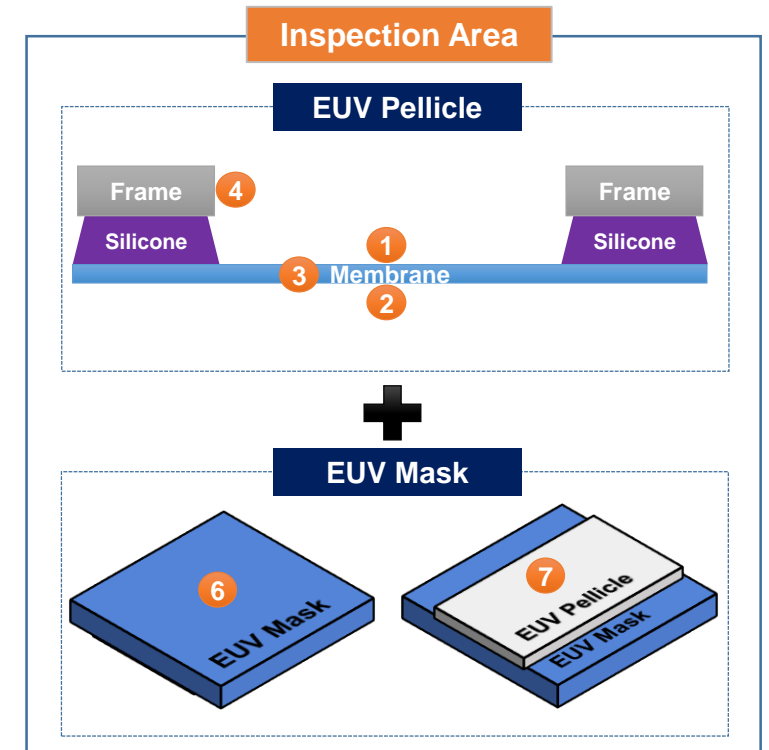 Inspection Area
EUV Pellicle
Frame 4 Frame
Silicone Silicone
1
3 Membrane
2
EUV Mask
6 7
EUV Mask EUV Pellicle
EUV Mask